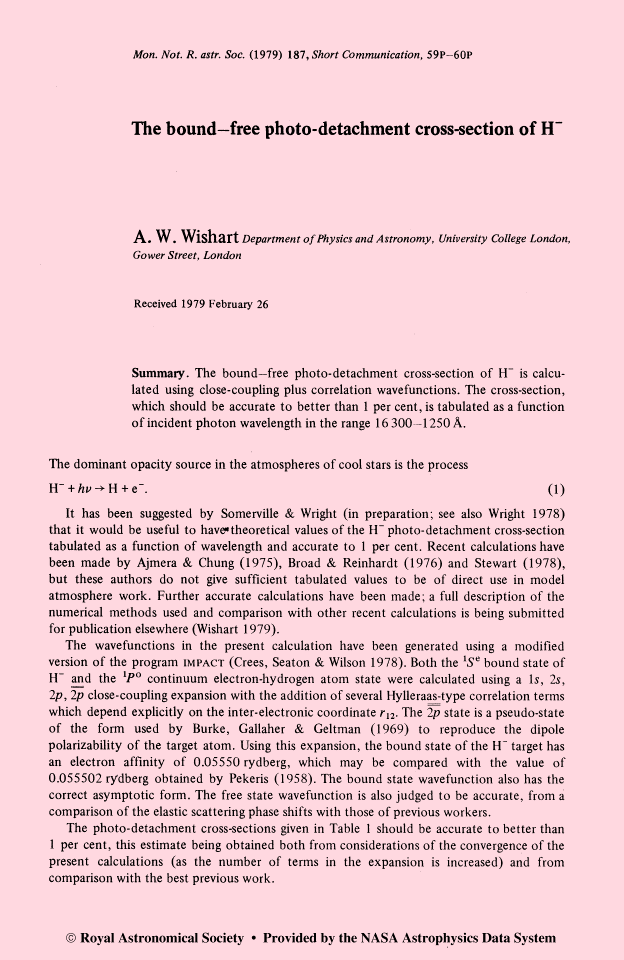 Mon. Not. R. astr. Soc. (1979) 187, Short Communication, 59P–60P
The bound–free photo-detachment cross-section of H⁻
A. W. Wishart Department of Physics and Astronomy, University College London,
Gower Street, London
Received 1979 February 26
Summary. The bound–free photo-detachment cross-section of H⁻ is calcu-
lated using close-coupling plus correlation wavefunctions. The cross-section,
which should be accurate to better than 1 per cent, is tabulated as a function
of incident photon wavelength in the range 16 300–1250 Å.
The dominant opacity source in the atmospheres of cool stars is the process
H⁻ + hν → H + e⁻. (1)
It has been suggested by Somerville & Wright (in preparation; see also Wright 1978)
that it would be useful to have theoretical values of the H⁻ photo-detachment cross-section
tabulated as a function of wavelength and accurate to 1 per cent. Recent calculations have
been made by Ajmera & Chung (1975), Broad & Reinhardt (1976) and Stewart (1978),
but these authors do not give sufficient tabulated values to be of direct use in model
atmosphere work. Further accurate calculations have been made; a full description of the
numerical methods used and comparison with other recent calculations is being submitted
for publication elsewhere (Wishart 1979).
The wavefunctions in the present calculation have been generated using a modified
version of the program IMPACT (Crees, Seaton & Wilson 1978). Both the ¹Sᵉ bound state of
H⁻ and the ¹Pᵒ continuum electron-hydrogen atom state were calculated using a 1s, 2s,
2p, 2̅p̅ close-coupling expansion with the addition of several Hylleraas-type correlation terms
which depend explicitly on the inter-electronic coordinate r₁₂. The 2̅p̅ state is a pseudo-state
of the form used by Burke, Gallaher & Geltman (1969) to reproduce the dipole
polarizability of the target atom. Using this expansion, the bound state of the H⁻ target has
an electron affinity of 0.05550 rydberg, which may be compared with the value of
0.055502 rydberg obtained by Pekeris (1958). The bound state wavefunction also has the
correct asymptotic form. The free state wavefunction is also judged to be accurate, from a
comparison of the elastic scattering phase shifts with those of previous workers.
The photo-detachment cross-sections given in Table 1 should be accurate to better than
1 per cent, this estimate being obtained both from considerations of the convergence of the
present calculations (as the number of terms in the expansion is increased) and from
comparison with the best previous work.
© Royal Astronomical Society • Provided by the NASA Astrophysics Data System